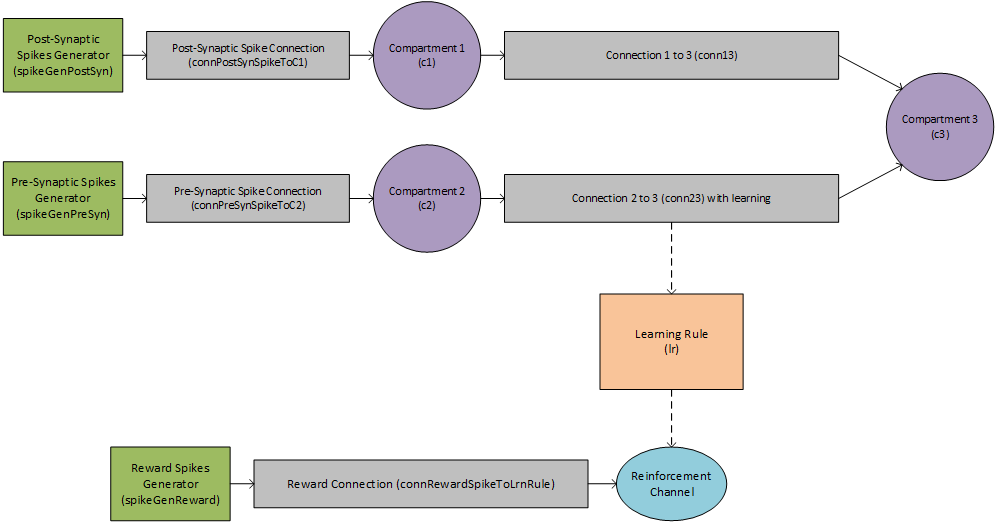 Post-Synaptic
Spikes Generator
(spikeGenPostSyn)
Post-Synaptic Spike Connection
(connPostSynSpikeToC1)
Compartment 1
(c1)
Connection 1 to 3 (conn13)
Compartment 3
(c3)
Pre-Synaptic Spikes
Generator
(spikeGenPreSyn)
Pre-Synaptic Spike Connection
(connPreSynSpikeToC2)
Compartment 2
(c2)
Connection 2 to 3 (conn23) with learning
Learning Rule
(lr)
Reward Spikes
Generator
(spikeGenReward)
Reward Connection (connRewardSpikeToLrnRule)
Reinforcement
Channel